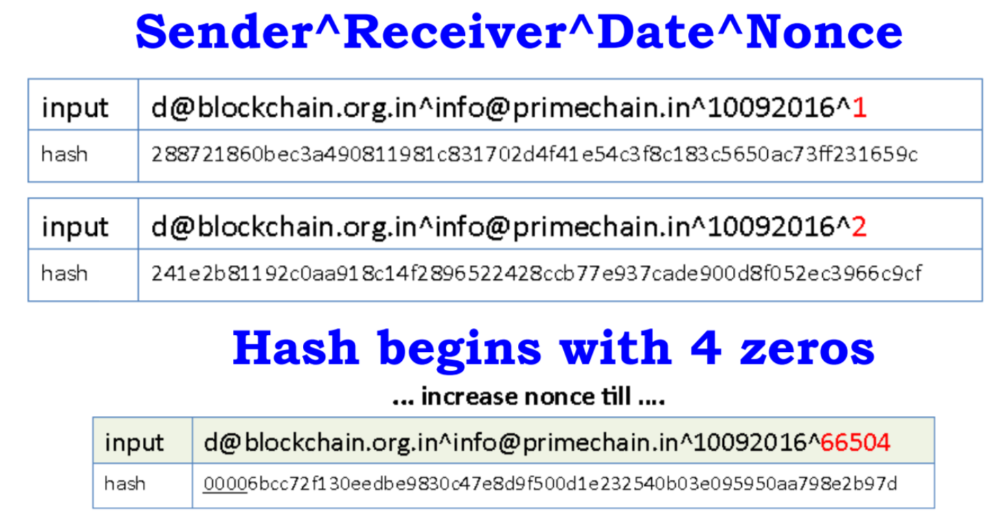 Sender^Receiver^Date^Nonce
input d@blockchain.org.in^info@primechain.in^10092016^1
hash 288721860bec3a490811981c831702d4f41e54c3f8c183c5650ac73ff231659c
input d@blockchain.org.in^info@primechain.in^10092016^2
hash 241e2b81192c0aa918c14f2896522428ccb77e937cade900d8f052ec3966c9cf
Hash begins with 4 zeros
... increase nonce till ....
input d@blockchain.org.in^info@primechain.in^10092016^66504
hash 00006bcc72f130eedbe9830c47e8d9f500d1e232540b03e095950aa798e2b97d